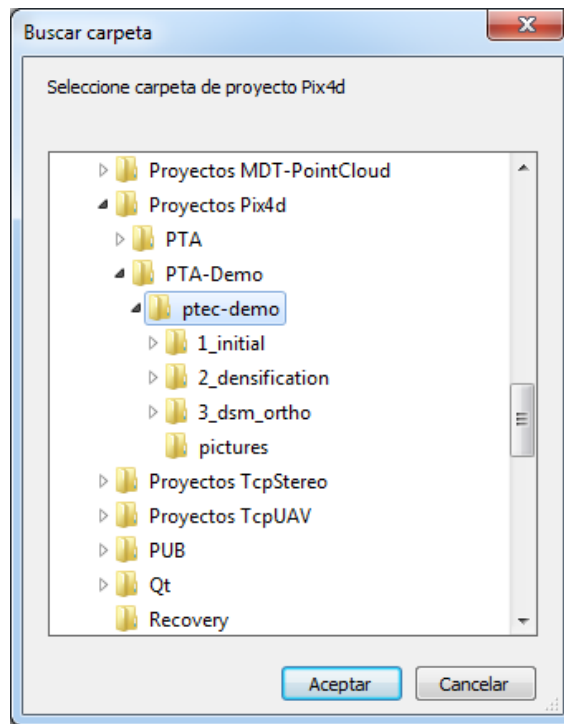 Buscar carpeta
Seleccione carpeta de proyecto Pix4d
Proyectos MDT-PointCloud
Proyectos Pix4d
PTA
PTA-Demo
ptec-demo
1_initial
2_densification
3_dsm_ortho
pictures
Proyectos TcpStereo
Proyectos TcpUAV
PUB
Qt
Recovery
Aceptar Cancelar